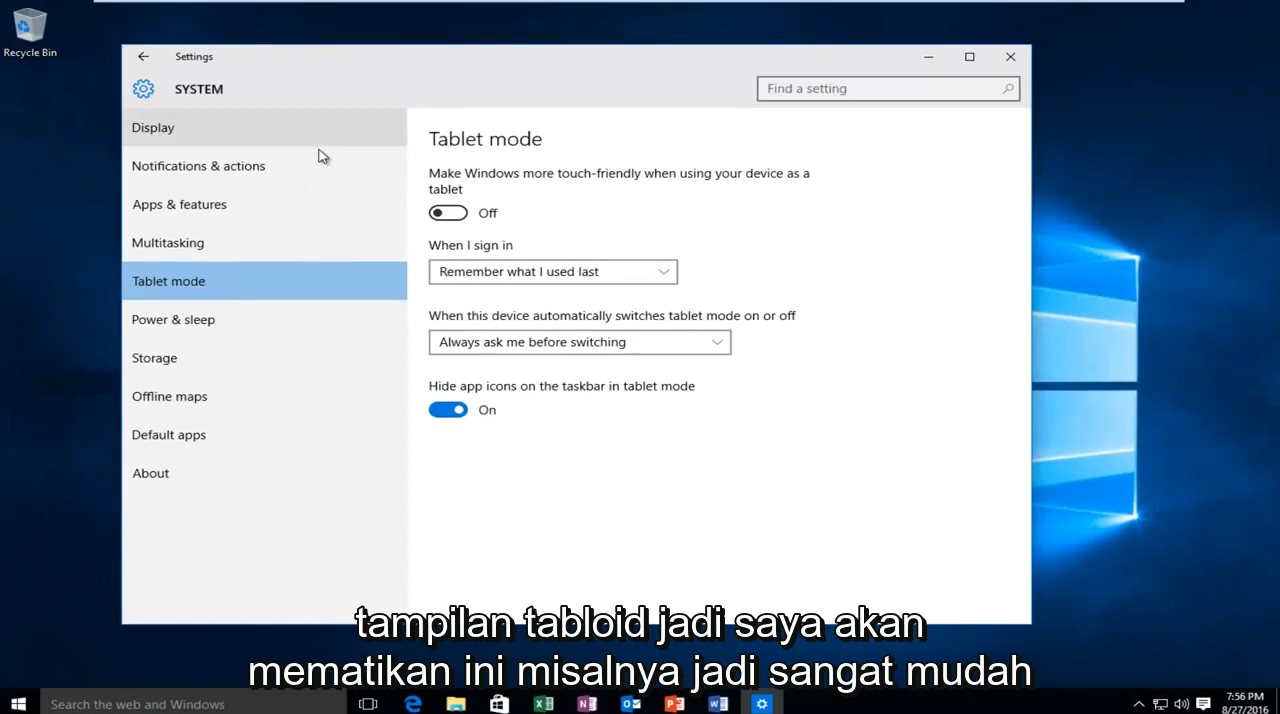 Recycle Bin
Settings
SYSTEM
Find a setting
Display
Notifications & actions
Apps & features
Multitasking
Tablet mode
Power & sleep
Storage
Offline maps
Default apps
About
Tablet mode
Make Windows more touch-friendly when using your device as a
tablet
Off
When I sign in
Remember what I used last
When this device automatically switches tablet mode on or off
Always ask me before switching
Hide app icons on the taskbar in tablet mode
On
tampilan tabloid jadi saya akan
mematikan ini misalnya jadi sangat mudah
Search the web and Windows
7:56 PM
8/27/2016